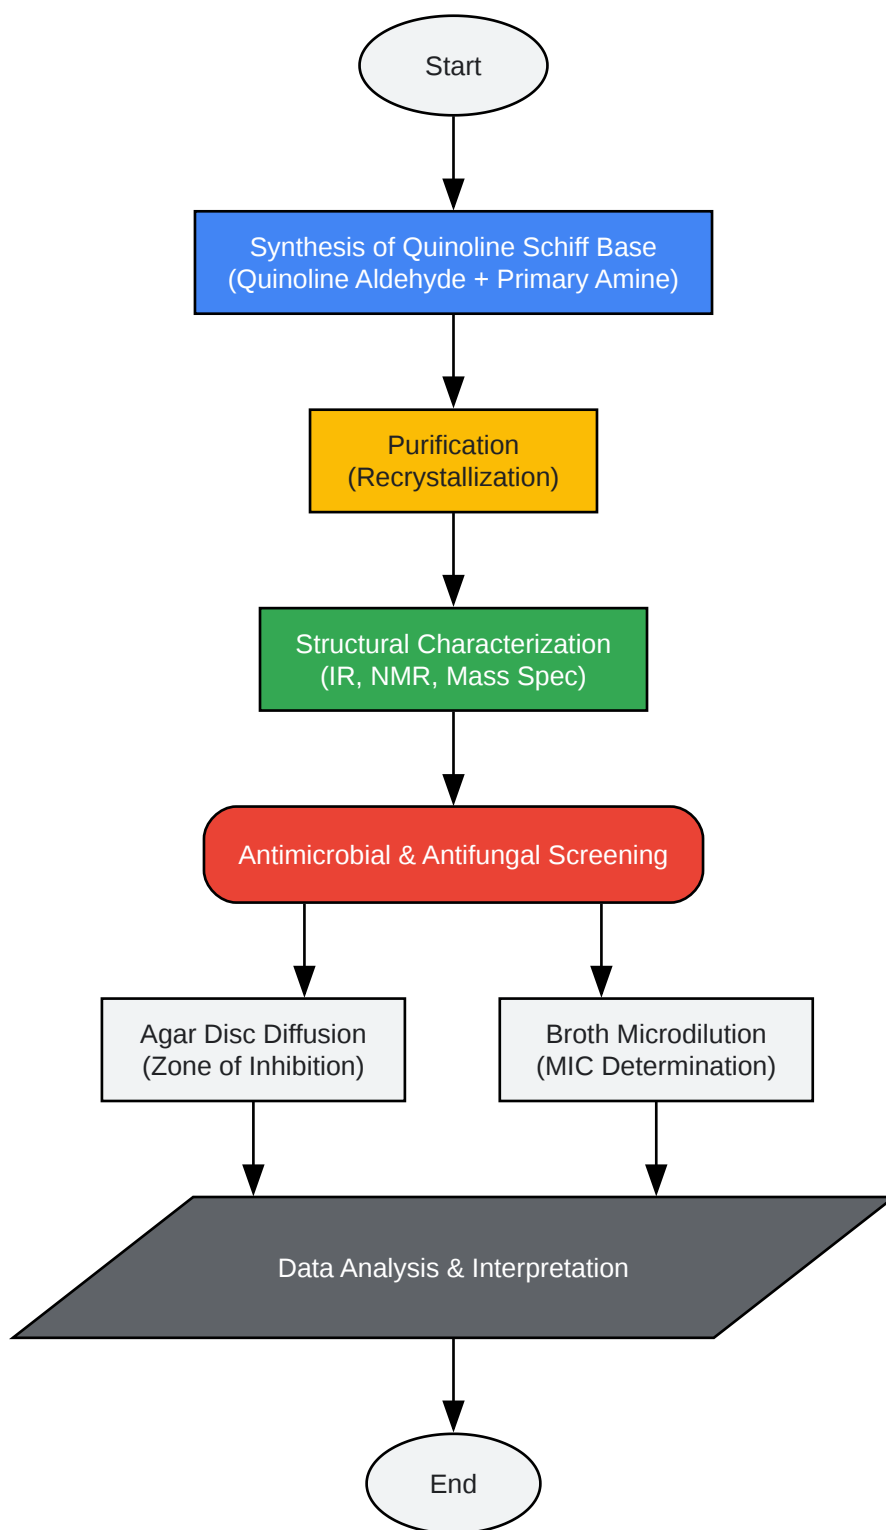 Start
Synthesis of Quinoline Schiff Base
(Quinoline Aldehyde + Primary Amine)
Purification
(Recrystallization)
Structural Characterization
(IR, NMR, Mass Spec)
Antimicrobial & Antifungal Screening
Agar Disc Diffusion
(Zone of Inhibition)
Broth Microdilution
(MIC Determination)
Data Analysis & Interpretation
End